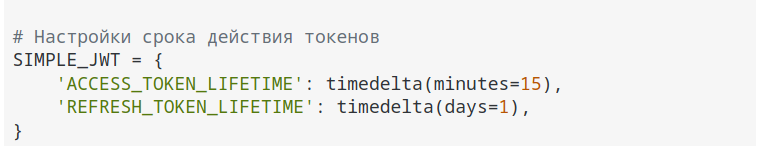 # Настройки срока действия токенов
SIMPLE_JWT = {
    'ACCESS_TOKEN_LIFETIME': timedelta(minutes=15),
    'REFRESH_TOKEN_LIFETIME': timedelta(days=1),
}